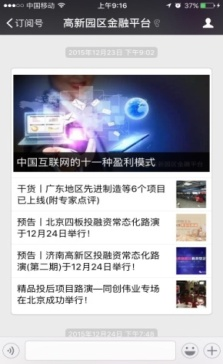 中国移动
上午9:16
订阅号
高新园区金融平台
2016年12月23日 下午9:02
中国互联网的十一种盈利模式
干货丨广东地区先进制造等6个项目
已上线(附专家点评)
预告丨北京四板投融资常态化路演
于12月24日举行!
预告丨济南高新区投融资常态化路
演(第二期)于12月24日举行!
精品投后项目路演—同创伟业专场
在北京成功举行!
2016年12月24日 下午7:48